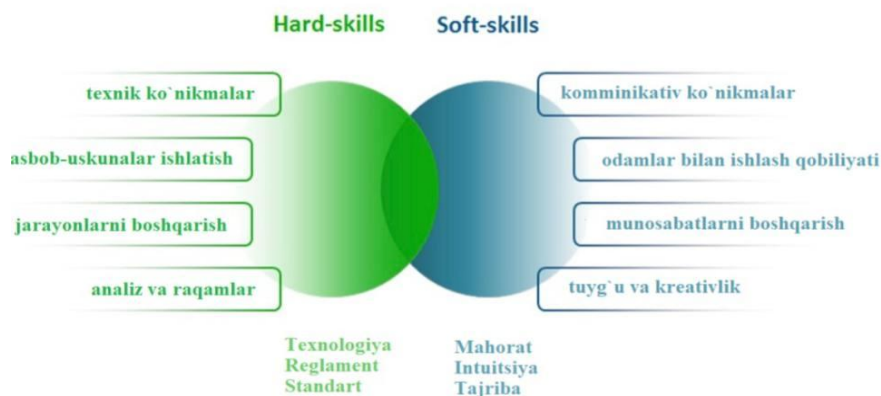 Hard-skills
Soft-skills
texnik ko`nikmalar
asbob-uskunalar ishlatish
jarayonlarni boshqarish
analiz va raqamlar
komminikativ ko`nikmalar
odamlar bilan ishlash qobiliyati
munosabatlarni boshqarish
tuyg`u va kreativlik
Texnologiya
Reglament
Standart
Mahorat
Intuitsiya
Tajriba